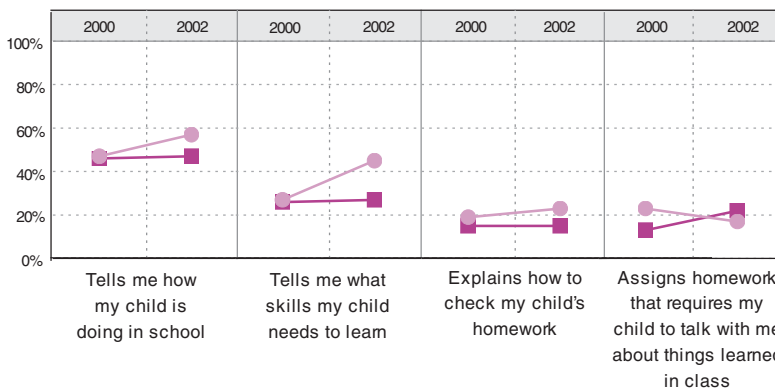 2000 2002 2000 2002 2000 2002 2000 2002
100%
80%
60%
40%
20%
0%
Tells me how
my child is
doing in school
Tells me what
skills my child
needs to learn
Explains how to
check my child's
homework
Assigns homework
that requires my
child to talk with me
about things learned
in class